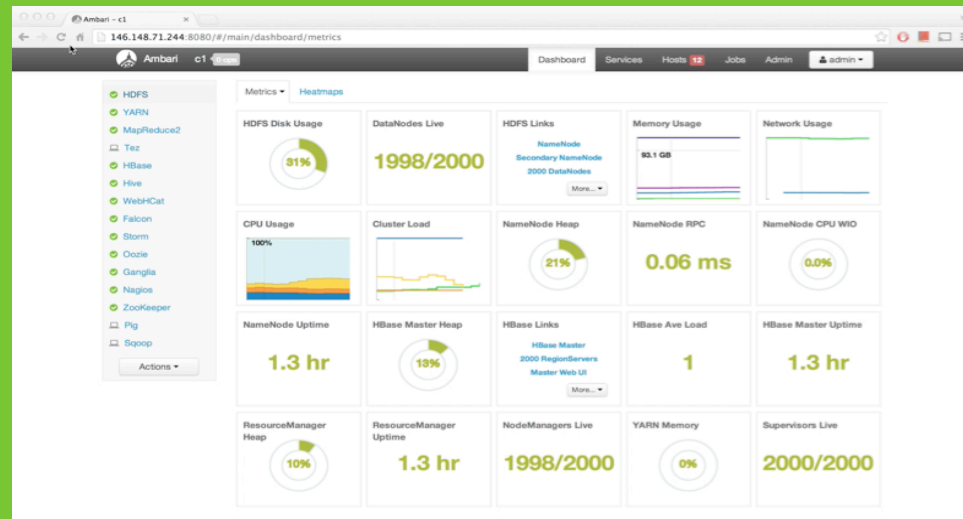 Ambari - c1
146.148.71.244:8080/#/main/dashboard/metrics
Ambari c1 0 ops Dashboard Services Hosts 12 Jobs Admin admin
HDFS
YARN
MapReduce2
Tez
HBase
Hive
WebHCat
Falcon
Storm
Oozie
Ganglia
Nagios
ZooKeeper
Pig
Sqoop
Actions
Metrics Heatmaps
HDFS Disk Usage
31%
DataNodes Live
1998/2000
HDFS Links
NameNode
Secondary NameNode
2000 DataNodes
More...
Memory Usage
93.1 GB
Network Usage
CPU Usage
100%
Cluster Load
NameNode Heap
21%
NameNode RPC
0.06 ms
NameNode CPU WIO
0.0%
NameNode Uptime
1.3 hr
HBase Master Heap
13%
HBase Links
HBase Master
2000 RegionServers
Master Web UI
More...
HBase Ave Load
1
HBase Master Uptime
1.3 hr
ResourceManager
Heap
10%
ResourceManager
Uptime
1.3 hr
NodeManagers Live
1998/2000
YARN Memory
0%
Supervisors Live
2000/2000